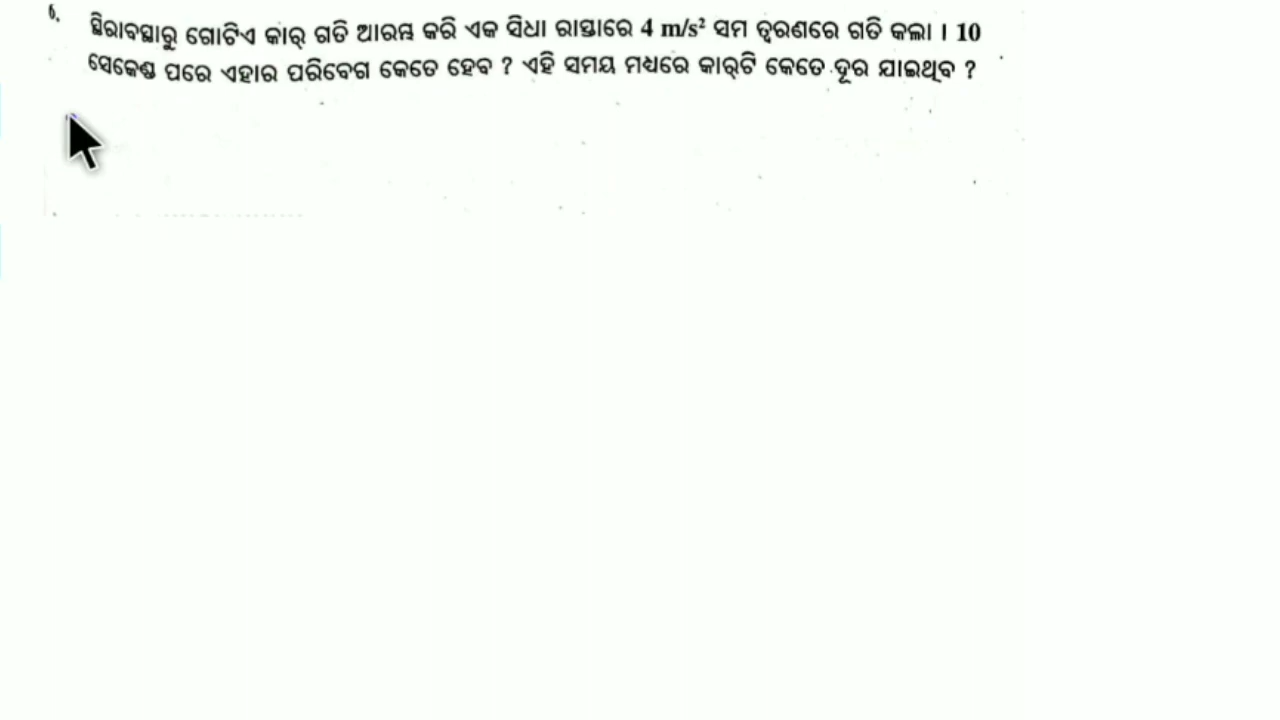 6. ସ୍ଥିରାବସ୍ଥାରୁ ଗୋଟିଏ କାର୍ ଗତି ଆରମ୍ଭ କରି ଏକ ସିଧା ରାସ୍ତାରେ 4 m/s² ସମ ତ୍ୱରଣରେ ଗତି କଲା । 10
ସେକେଣ୍ଡ ପରେ ଏହାର ପରିବେଗ କେତେ ହେବ ? ଏହି ସମୟ ମଧ୍ୟରେ କାର୍‌ଟି କେତେ ଦୂର ଯାଇଥିବ ?